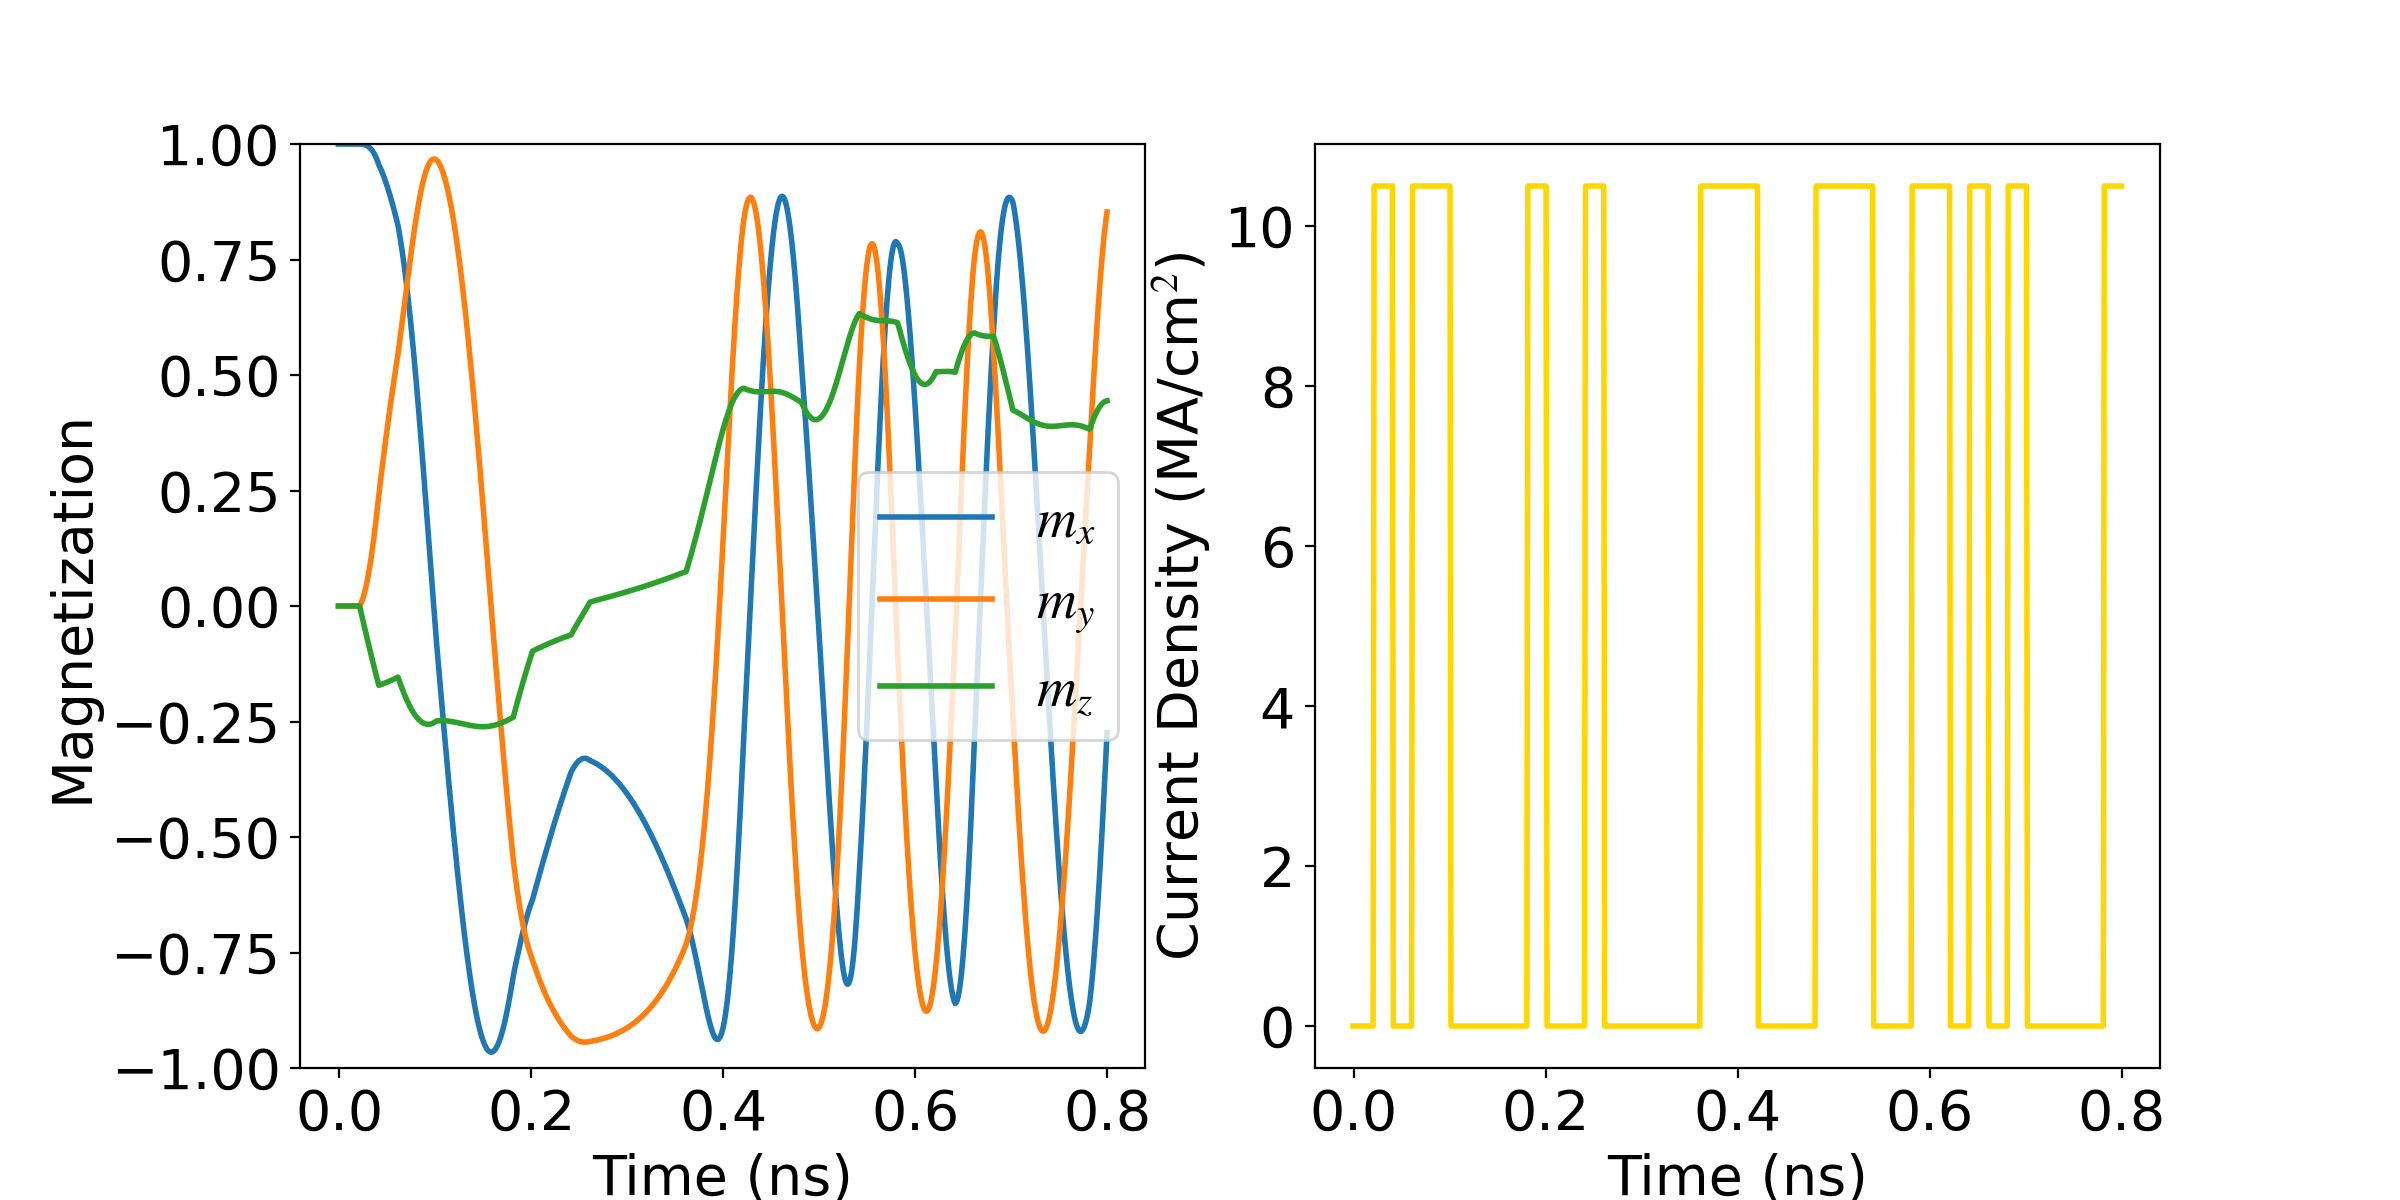 1.00
0.75
0.50
0.25
0.00
−0.25
−0.50
−0.75
−1.00
Magnetization
0.0 0.2 0.4 0.6 0.8
Time (ns)
m_x
m_y
m_z
10
8
6
4
2
0
Current Density (MA/cm²)
0.0 0.2 0.4 0.6 0.8
Time (ns)